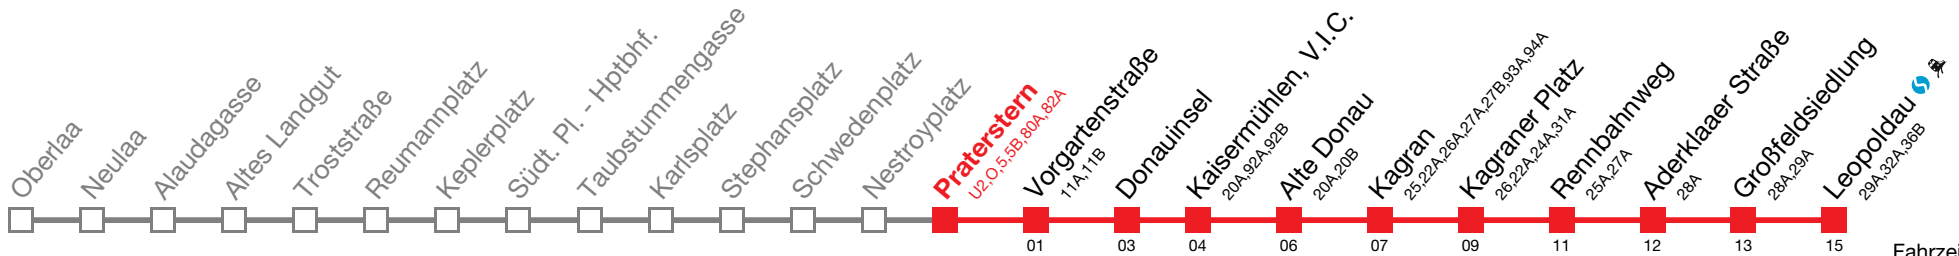 Oberlaa
Neulaa
Alaudagasse
Altes Landgut
Troststraße
Reumannplatz
Keplerplatz
Südt. Pl. - Hptbhf.
Taubstummengasse
Karlsplatz
Stephansplatz
Schwedenplatz
Nestroyplatz
Praterstern
U2,O,5,5B,80A,82A
Vorgartenstraße
11A,11B
Donauinsel
Kaisermühlen, V.I.C.
20A,92A,92B
Alte Donau
20A,20B
Kagran
25,22A,26A,27A,27B,93A,94A
Kagraner Platz
26,22A,24A,31A
Rennbahnweg
25A,27A
Aderklaaer Straße
28A
Großfeldsiedlung
28A,29A
Leopoldau
29A,32A,36B
01 03 04 06 07 09 11 12 13 15
Fahrzei